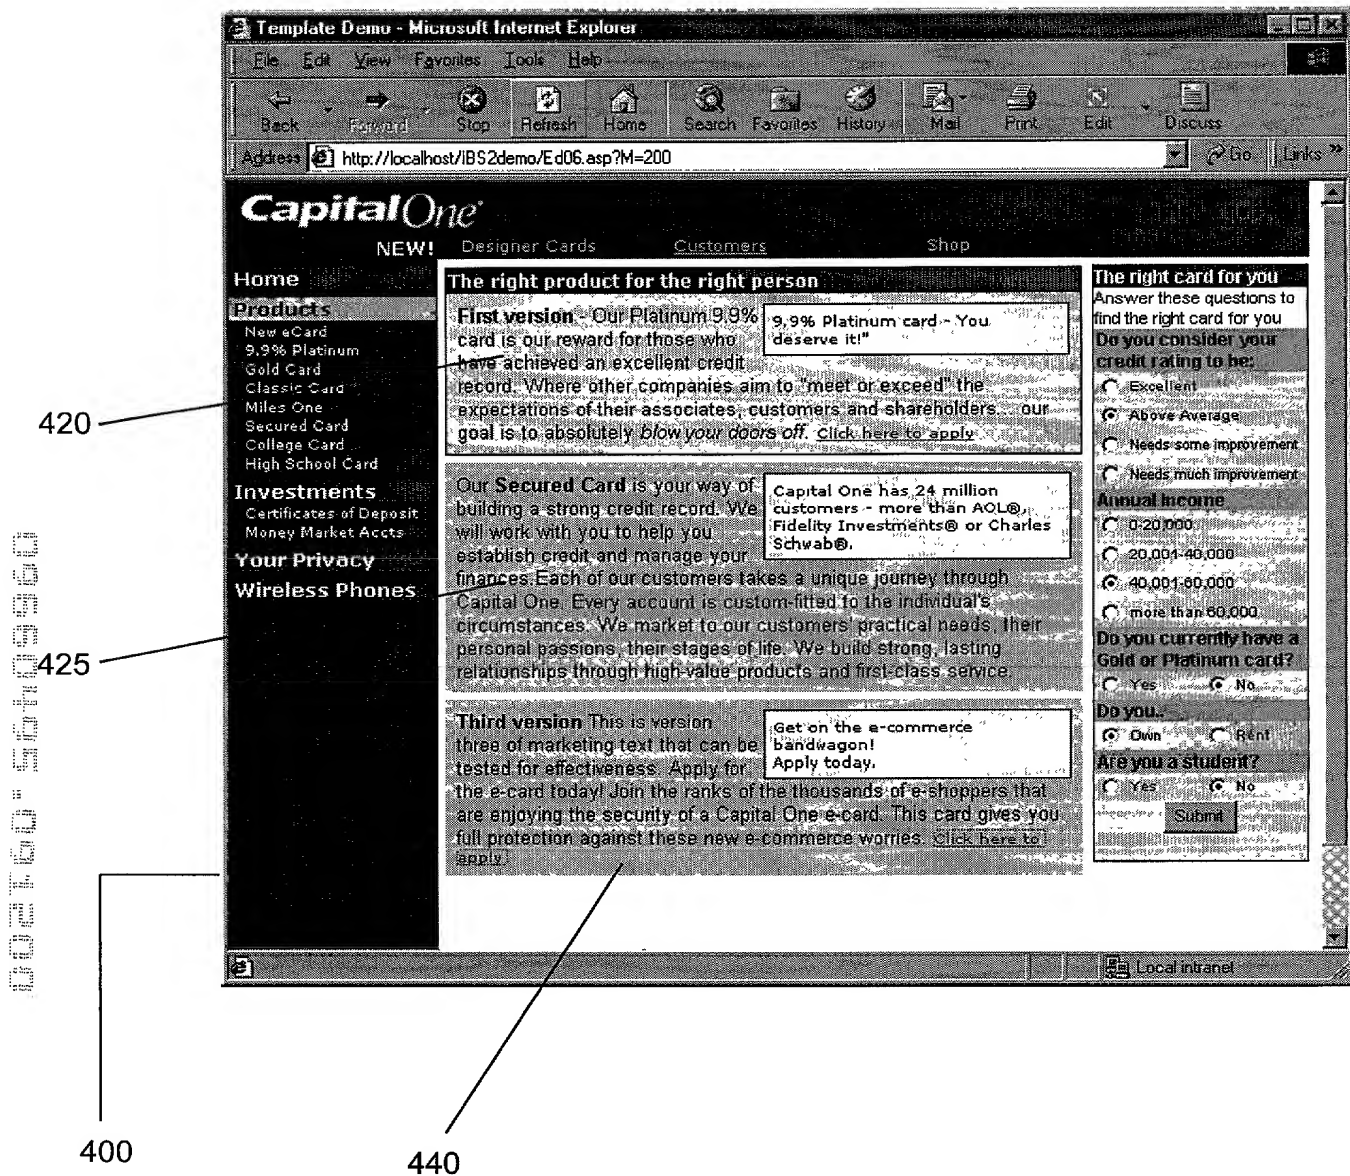 Template Demo - Microsoft Internet Explorer
File Edit View Favorites Tools Help
Back Forward Stop Refresh Home Search Favorites History Mail Print Edit Discuss
Address http://localhost/iBS2demo/Ed06.asp?M=200 Go Links »
CapitalOne
NEW! Designer Cards Customers Shop
Home
Products
New eCard
9.9% Platinum
Gold Card
Classic Card
Miles One
Secured Card
College Card
High School Card
Investments
Certificates of Deposit
Money Market Accts
Your Privacy
Wireless Phones
The right product for the right person
First version - Our Platinum 9.9%
card is our reward for those who
have achieved an excellent credit
record. Where other companies aim to "meet or exceed" the
expectations of their associates, customers and shareholders... our
goal is to absolutely blow your doors off. Click here to apply
9.9% Platinum card - You
deserve it!"
Our Secured Card is your way of
building a strong credit record. We
will work with you to help you
establish credit and manage your
finances.Each of our customers takes a unique journey through
Capital One. Every account is custom-fitted to the individual's
circumstances. We market to our customers' practical needs, their
personal passions, their stages of life. We build strong, lasting
relationships through high-value products and first-class service.
Capital One has 24 million
customers - more than AOL®,
Fidelity Investments® or Charles
Schwab®.
Third version This is version
three of marketing text that can be
tested for effectiveness. Apply for
the e-card today! Join the ranks of the thousands of e-shoppers that
are enjoying the security of a Capital One e-card. This card gives you
full protection against these new e-commerce worries. Click here to
apply!
Get on the e-commerce
bandwagon!
Apply today.
The right card for you
Answer these questions to
find the right card for you
Do you consider your
credit rating to be:
Excellent
Above Average
Needs some improvement
Needs much improvement
Annual Income
0-20,000
20,001-40,000
40,001-60,000
more than 60,000
Do you currently have a
Gold or Platinum card?
Yes No
Do you..
Own Rent
Are you a student?
Yes No
Submit
Local intranet
420
425
400
440